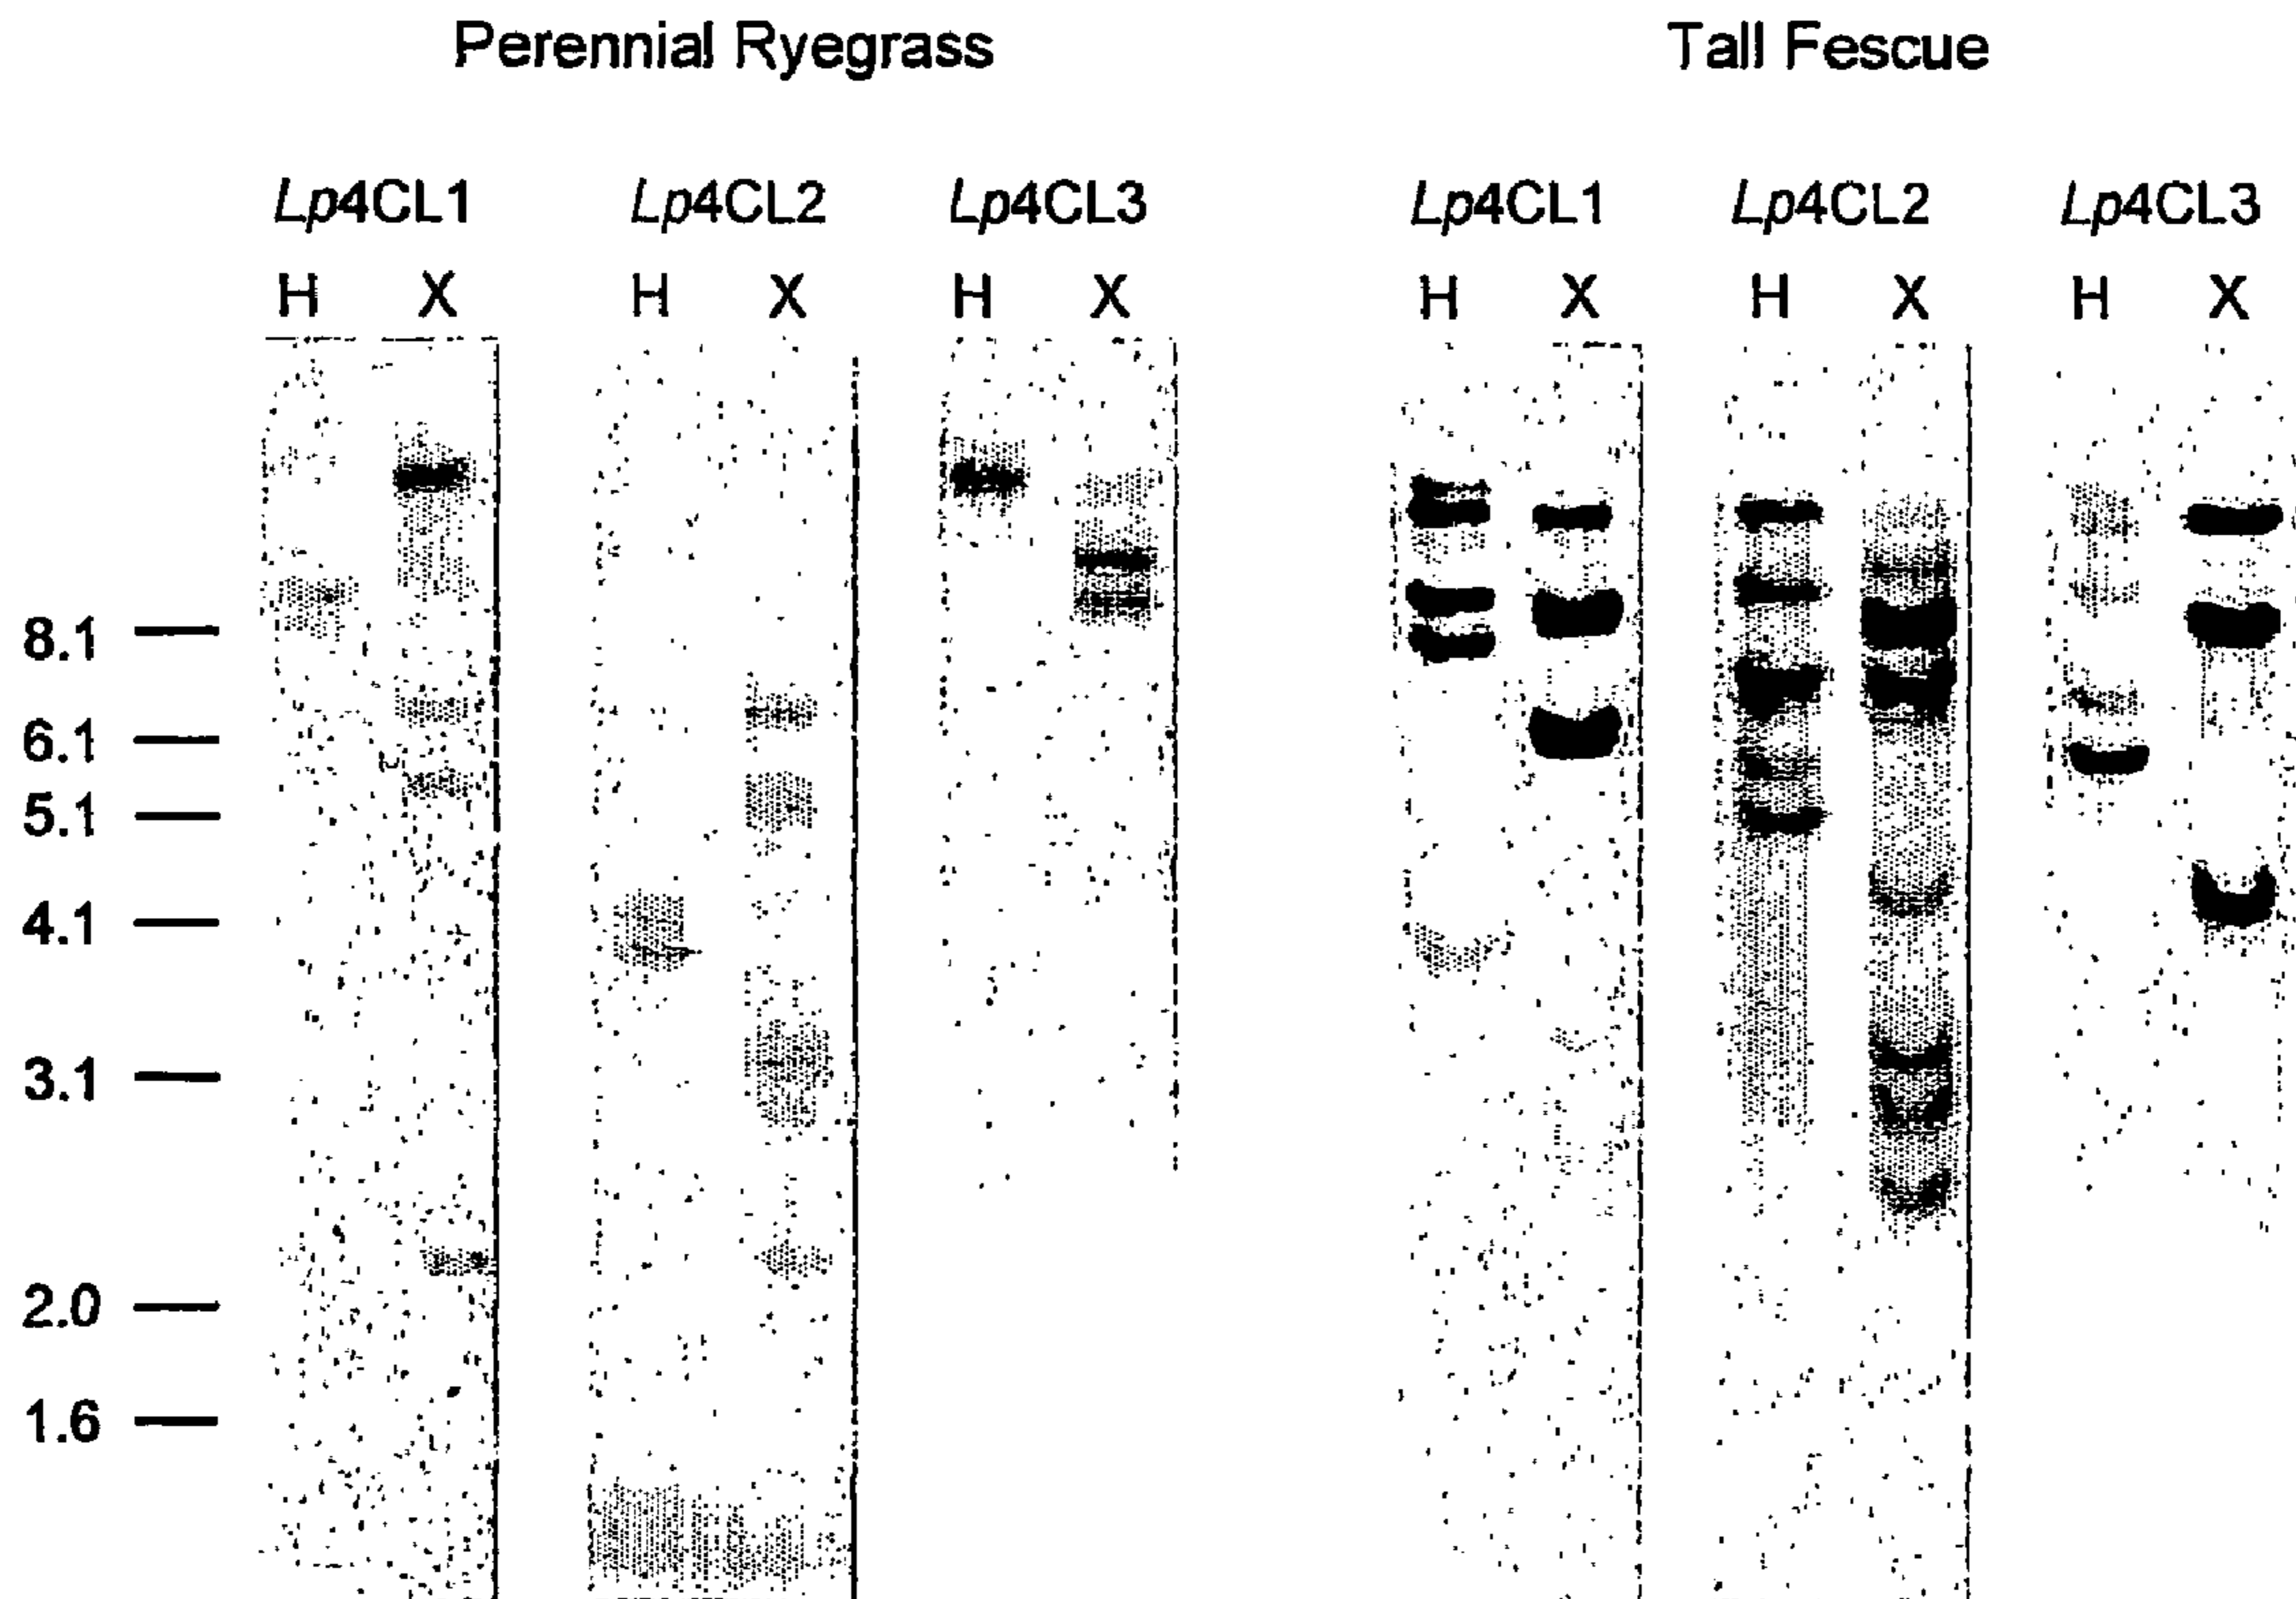 Perennial Ryegrass Tall Fescue
Lp4CL1 Lp4CL2 Lp4CL3 Lp4CL1 Lp4CL2 Lp4CL3
H X H X H X H X H X H X
8.1
6.1
5.1
4.1
3.1
2.0
1.6